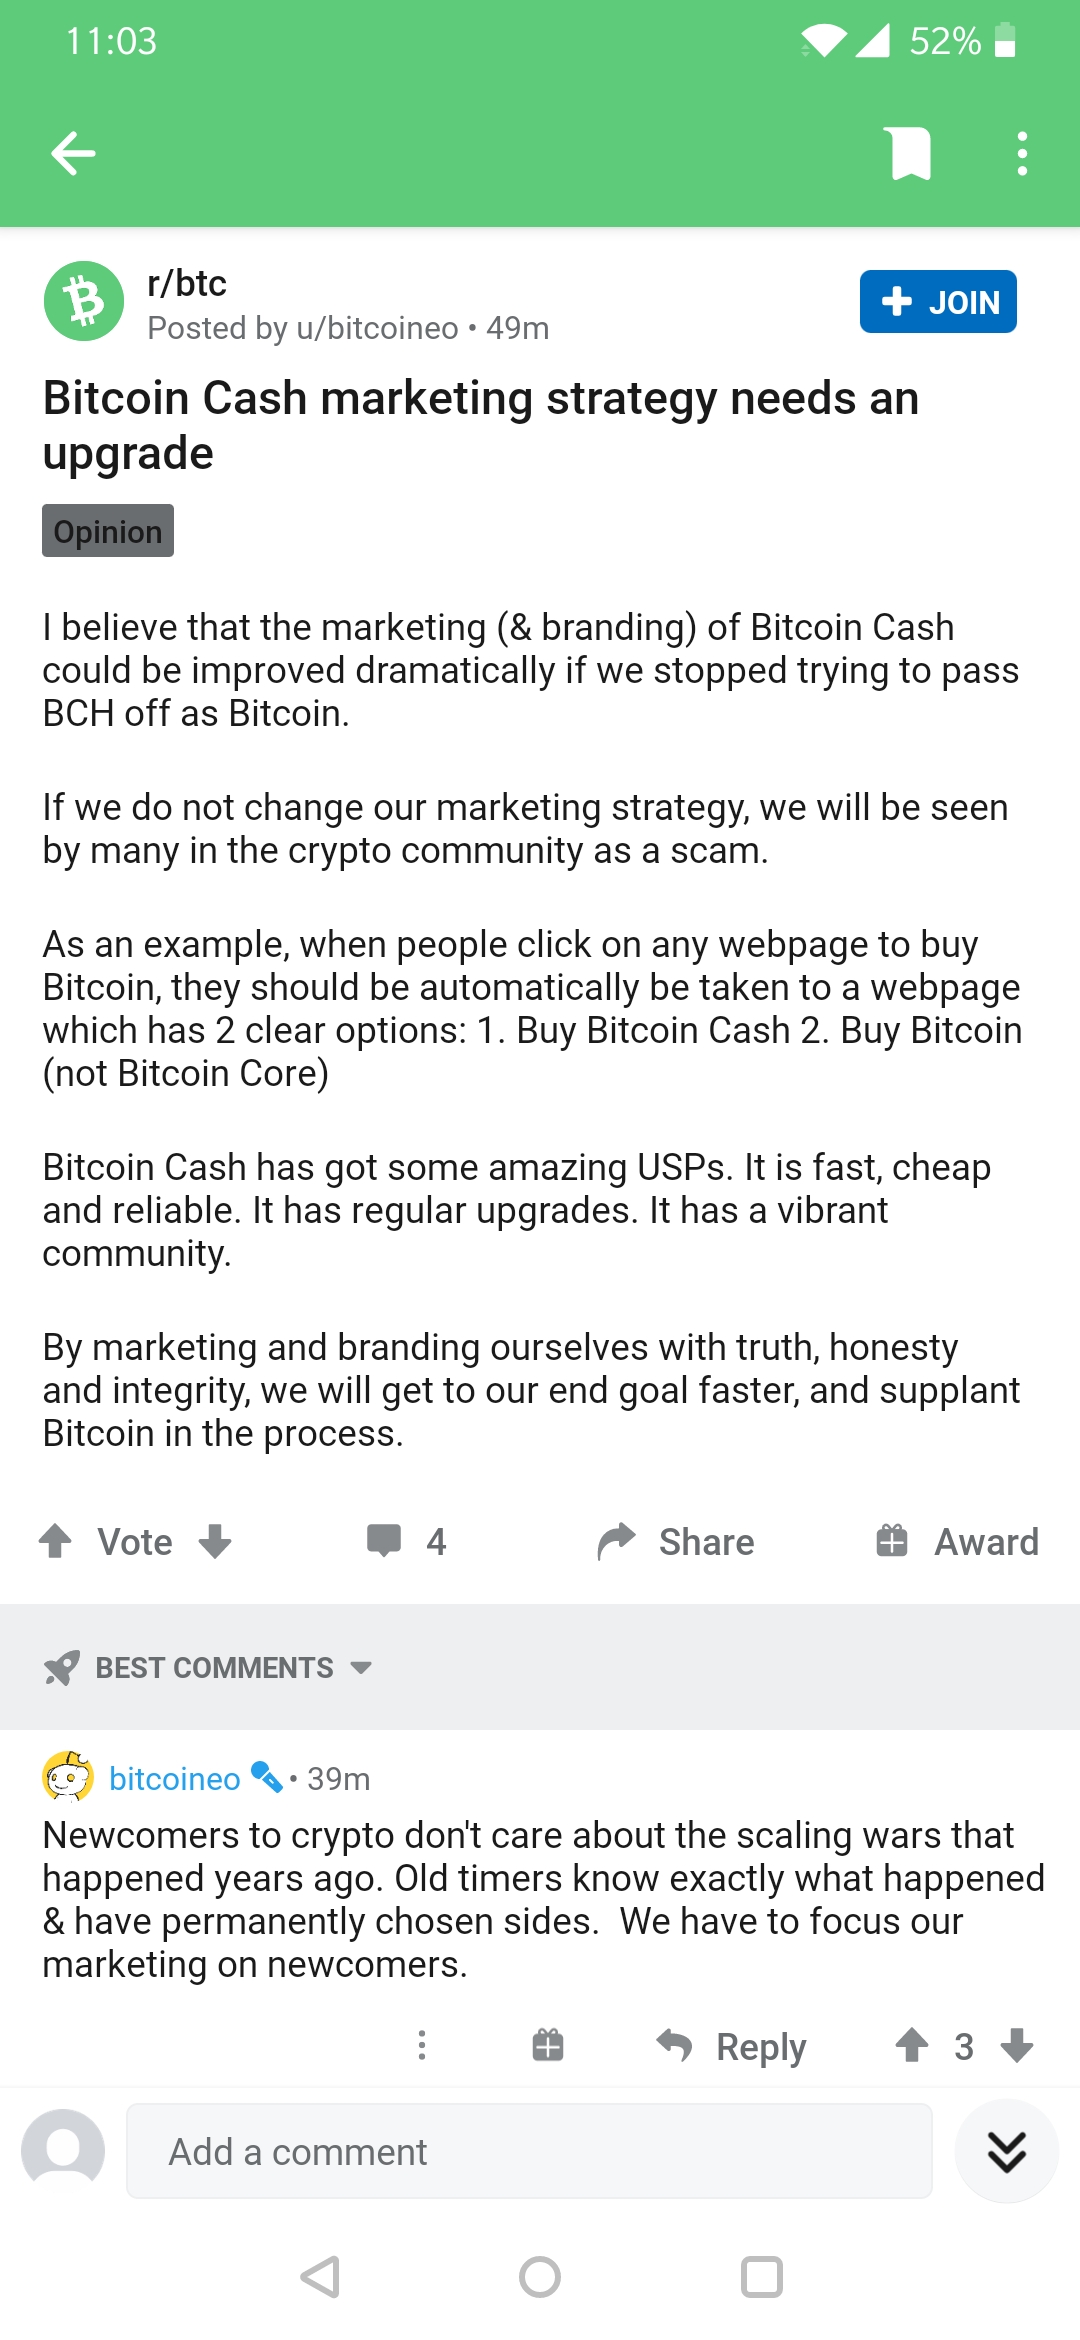 11:03
52%
r/btc
Posted by u/bitcoineo • 49m
JOIN
Bitcoin Cash marketing strategy needs an
upgrade
Opinion
I believe that the marketing (& branding) of Bitcoin Cash
could be improved dramatically if we stopped trying to pass
BCH off as Bitcoin.
If we do not change our marketing strategy, we will be seen
by many in the crypto community as a scam.
As an example, when people click on any webpage to buy
Bitcoin, they should be automatically be taken to a webpage
which has 2 clear options: 1. Buy Bitcoin Cash 2. Buy Bitcoin
(not Bitcoin Core)
Bitcoin Cash has got some amazing USPs. It is fast, cheap
and reliable. It has regular upgrades. It has a vibrant
community.
By marketing and branding ourselves with truth, honesty
and integrity, we will get to our end goal faster, and supplant
Bitcoin in the process.
Vote 4 Share Award
BEST COMMENTS
bitcoineo • 39m
Newcomers to crypto don't care about the scaling wars that
happened years ago. Old timers know exactly what happened
& have permanently chosen sides.  We have to focus our
marketing on newcomers.
Reply 3
Add a comment